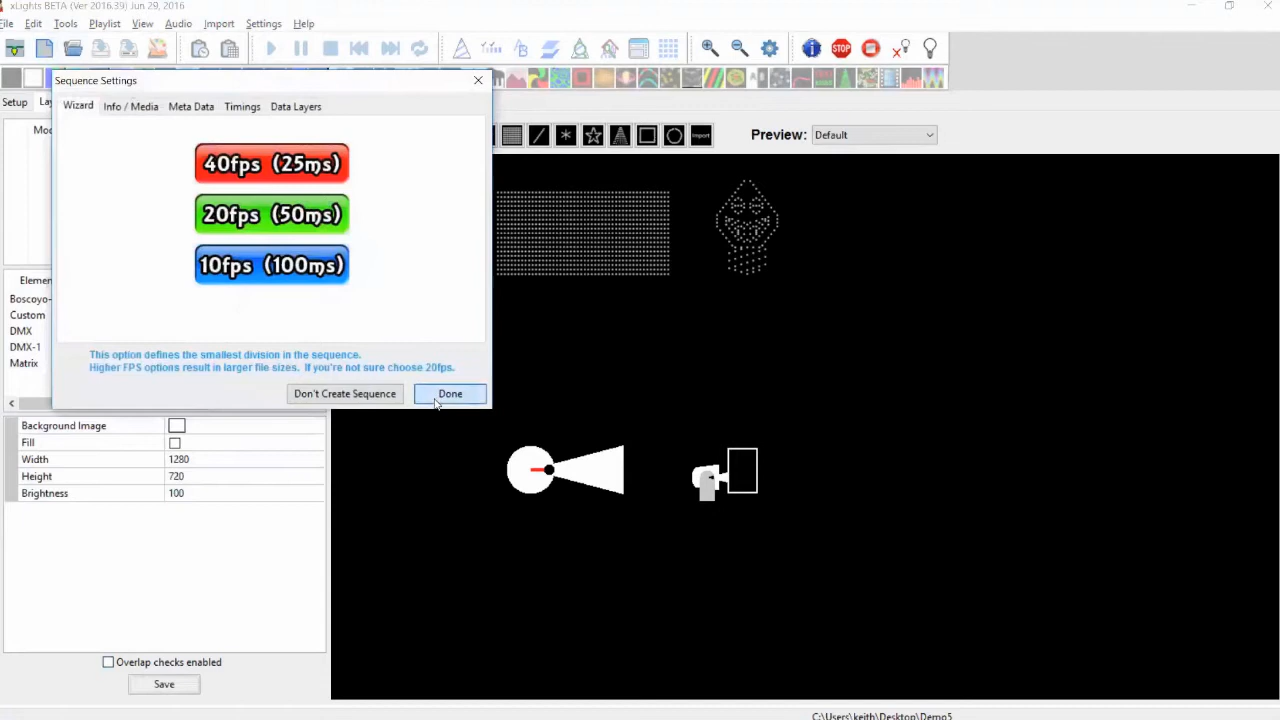 xLights BETA (Ver 2016.39) Jun 29, 2016
File Edit Tools Playlist View Audio Import Settings Help
Sequence Settings
Setup
Wizard Info / Media Meta Data Timings Data Layers
Preview: Default
Import
40fps (25ms)
20fps (50ms)
10fps (100ms)
Boscoyo-
Custom
DMX
DMX-1
Matrix
This option defines the smallest division in the sequence.
Higher FPS options result in larger file sizes. If you're not sure choose 20fps.
Don't Create Sequence Done
Background Image
Fill
Width 1280
Height 720
Brightness 100
Overlap checks enabled
Save
C:\Users\keith\Desktop\Demo5